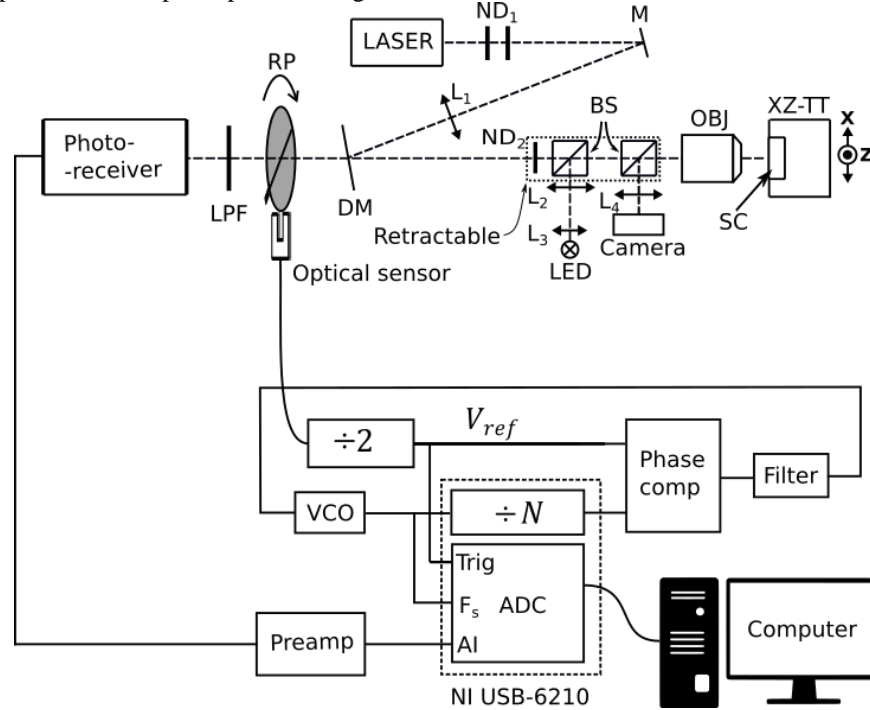 LASER
ND1
M
RP
L1
BS
OBJ
XZ-TT
X
Z
Photo-
-receiver
ND2
LPF
DM
L2
L4
SC
Retractable
L3
Camera
LED
Optical sensor
÷2
Vref
Phase
comp
Filter
VCO
÷N
Trig
Fs ADC
AI
Preamp
Computer
NI USB-6210